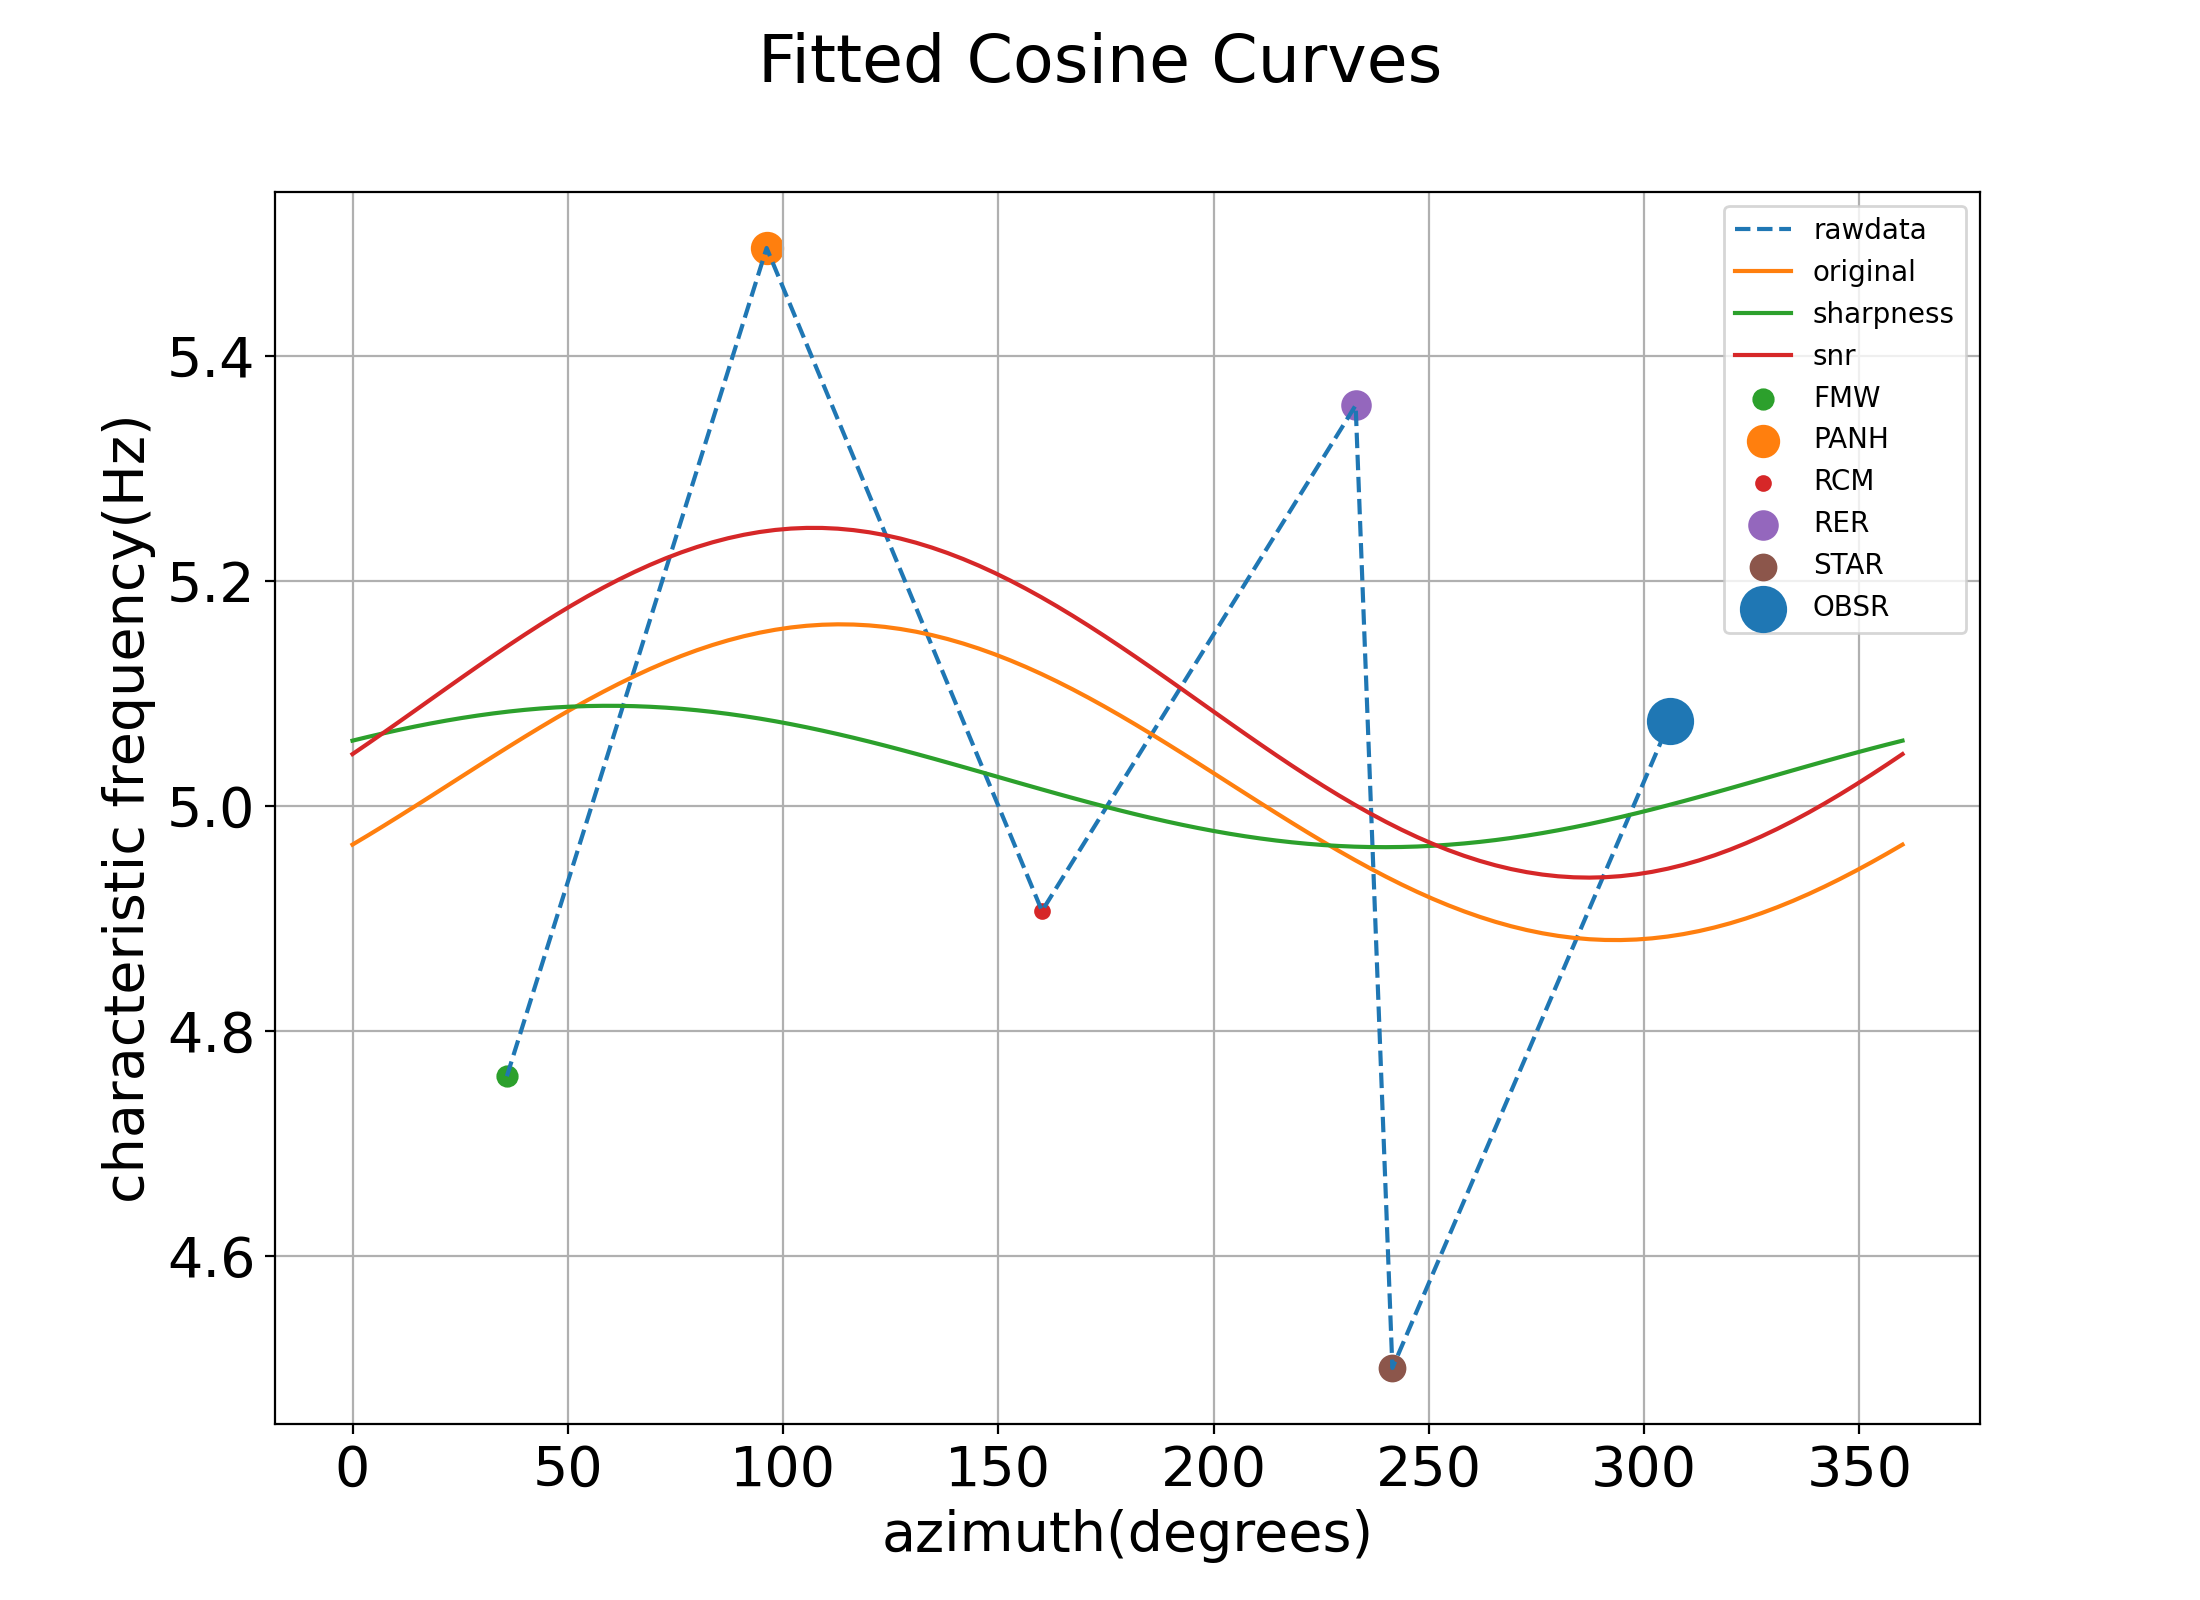 Fitted Cosine Curves
rawdata
original
sharpness
snr
FMW
PANH
RCM
RER
STAR
OBSR
characteristic frequency(Hz)
5.4
5.2
5.0
4.8
4.6
0 50 100 150 200 250 300 350
azimuth(degrees)